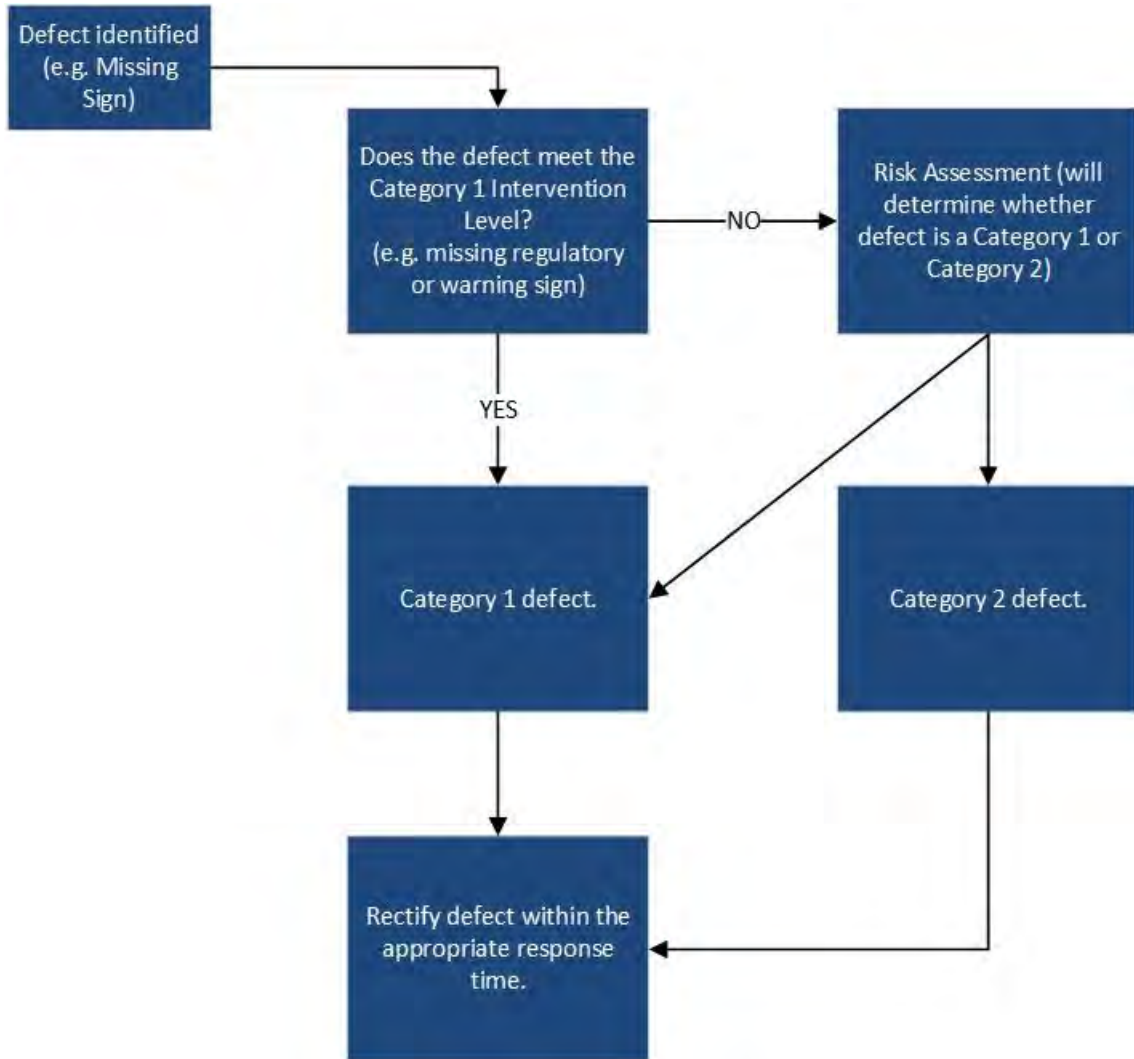 Defect identified
(e.g. Missing
Sign)
Does the defect meet the
Category 1 Intervention
Level?
(e.g. missing regulatory
or warning sign)
NO
Risk Assessment (will
determine whether
defect is a Category 1 or
Category 2)
YES
Category 1 defect.
Category 2 defect.
Rectify defect within the
appropriate response
time.